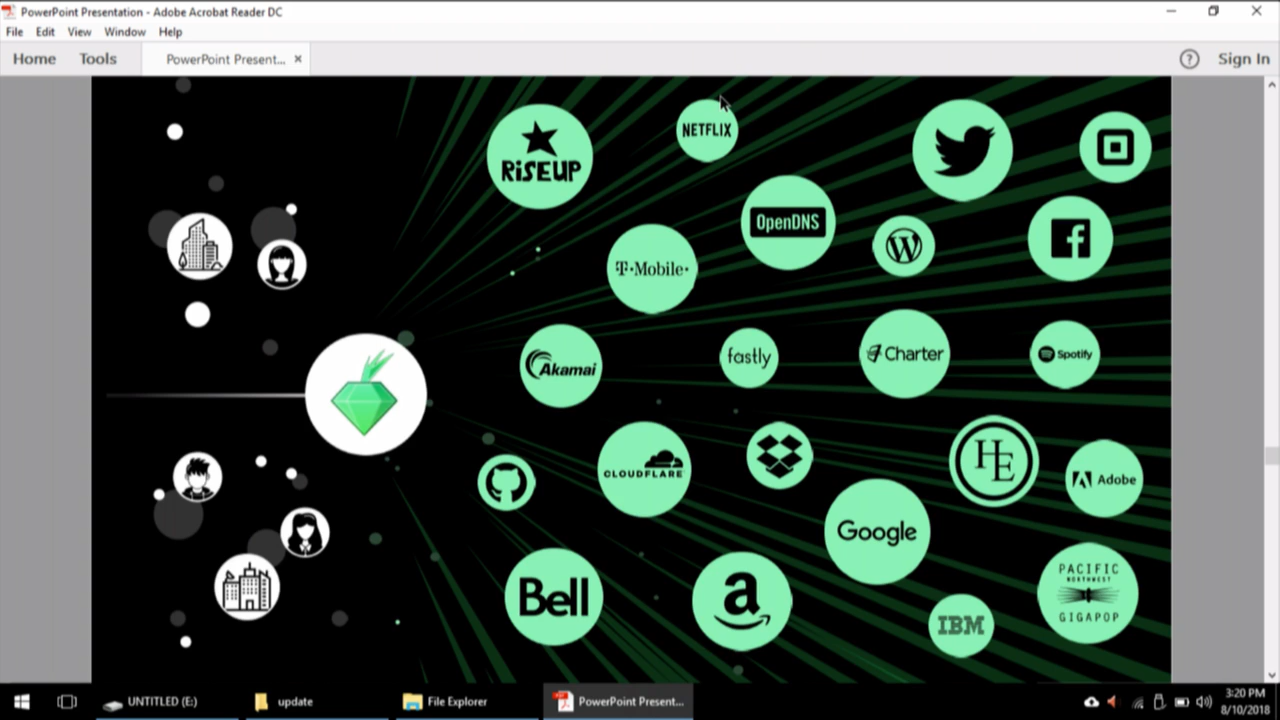 PowerPoint Presentation - Adobe Acrobat Reader DC
File Edit View Window Help
Home Tools PowerPoint Present... × ? Sign In
RiSEUP
NETFLIX
OpenDNS
T·Mobile·
Akamai
fastly
Charter
Spotify
CLOUDFLARE
HE
Adobe
Google
Bell
a
IBM
PACIFIC
NORTHWEST
GIGAPOP
UNTITLED (E:) update File Explorer PowerPoint Present... 3:20 PM
8/10/2018